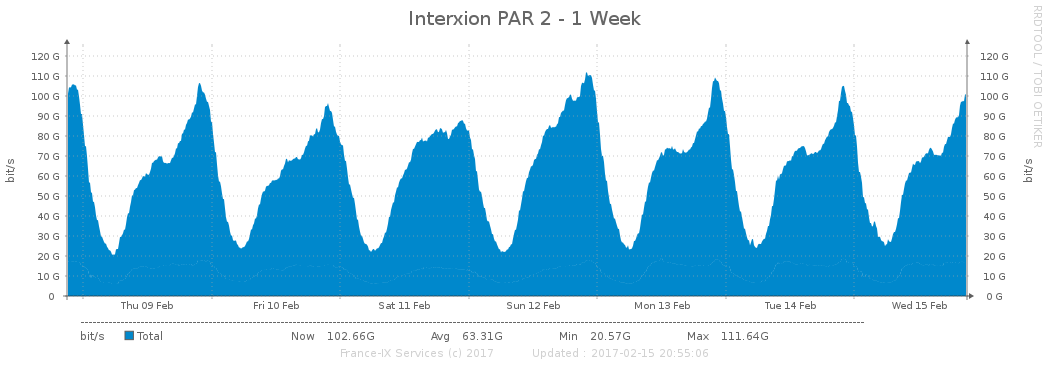 Interxion PAR 2 - 1 Week
RRDTOOL / TOBI OETIKER
bit/s
120 G 120 G
110 G 110 G
100 G 100 G
90 G 90 G
80 G 80 G
70 G 70 G
60 G 60 G
50 G 50 G
40 G 40 G
30 G 30 G
20 G 20 G
10 G 10 G
0 0 G
bit/s
Thu 09 Feb Fri 10 Feb Sat 11 Feb Sun 12 Feb Mon 13 Feb Tue 14 Feb Wed 15 Feb
bit/s Total Now 102.66G Avg 63.31G Min 20.57G Max 111.64G
France-IX Services (c) 2017 Updated : 2017-02-15 20:55:06